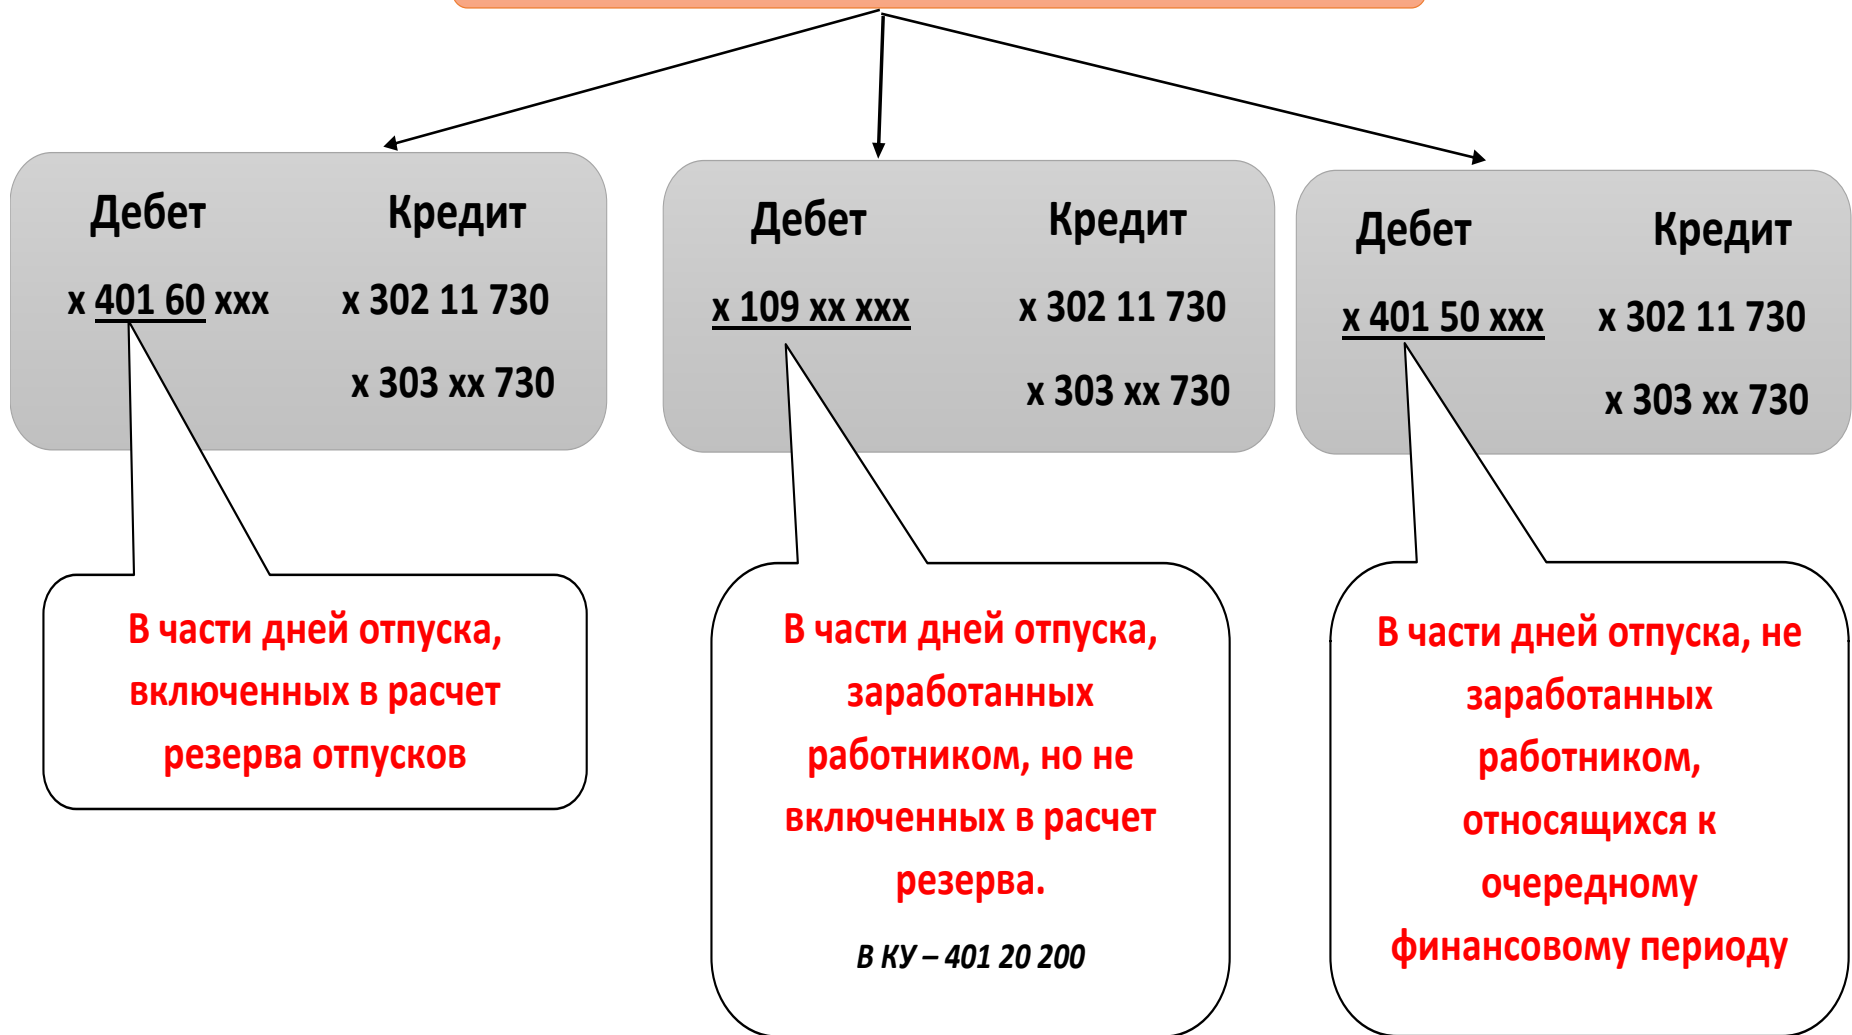 Дебет Кредит
х 401 60 ххх х 302 11 730
х 303 хх 730
В части дней отпуска,
включенных в расчет
резерва отпусков
Дебет Кредит
х 109 хх ххх х 302 11 730
х 303 хх 730
В части дней отпуска,
заработанных
работником, но не
включенных в расчет
резерва.
В КУ – 401 20 200
Дебет Кредит
х 401 50 ххх х 302 11 730
х 303 хх 730
В части дней отпуска, не
заработанных
работником,
относящихся к
очередному
финансовому периоду